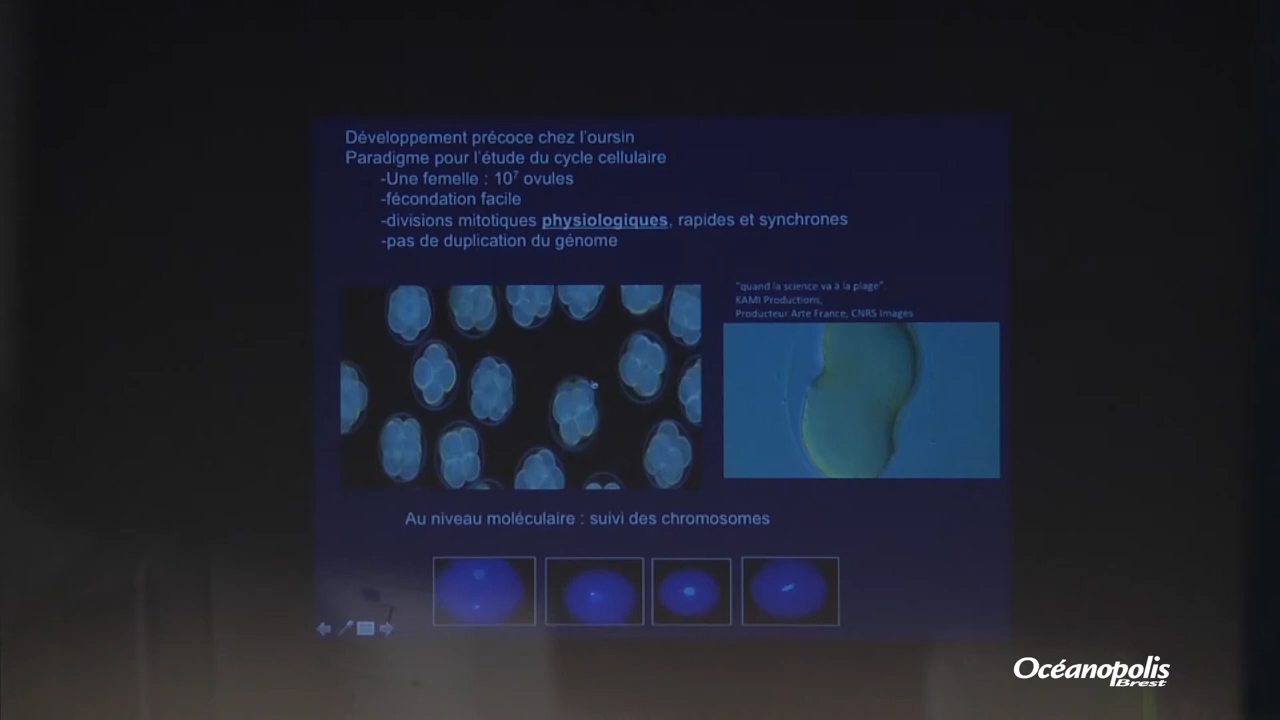 Développement précoce chez l'oursin
Paradigme pour l'étude du cycle cellulaire
-Une femelle : 10⁷ ovules
-fécondation facile
-divisions mitotiques physiologiques, rapides et synchrones
-pas de duplication du génome
"quand la science va à la plage".
KAMI Productions,
Producteur Arte France, CNRS Images
Au niveau moléculaire : suivi des chromosomes
Océanopolis
Brest